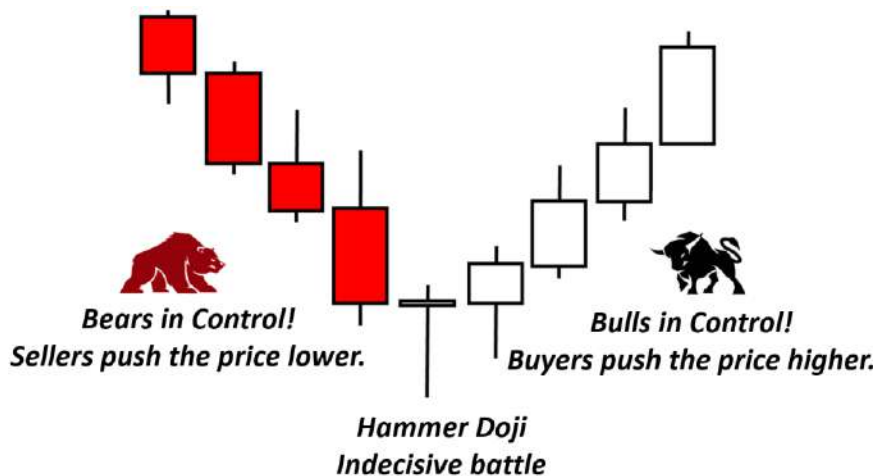 Bears in Control!
Sellers push the price lower.
Bulls in Control!
Buyers push the price higher.
Hammer Doji
Indecisive battle